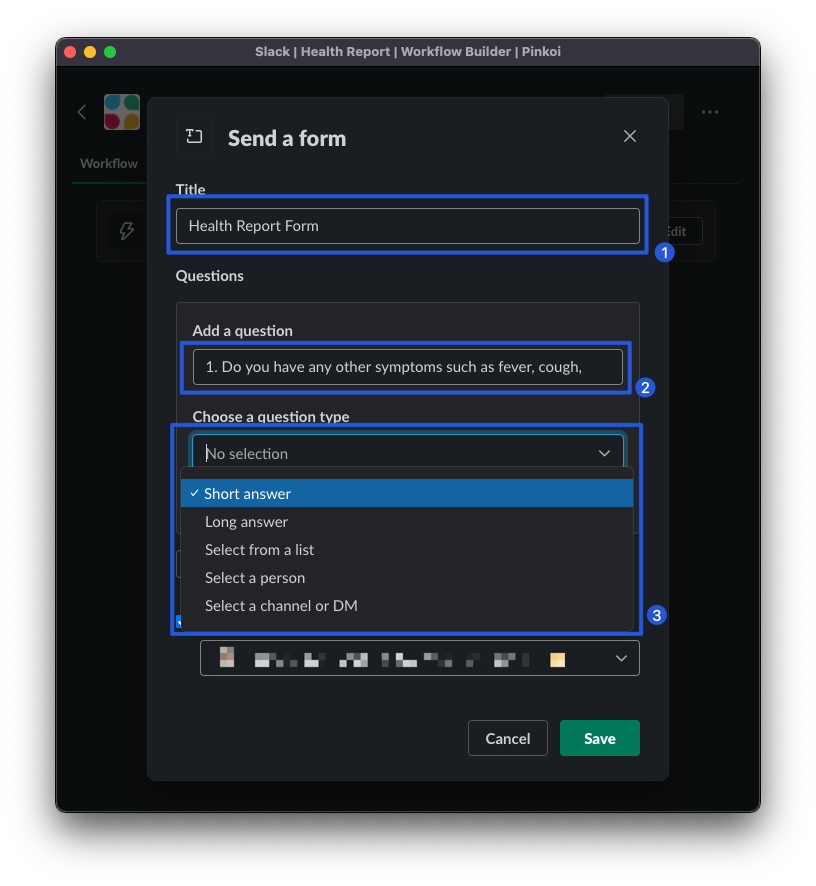 Slack | Health Report | Workflow Builder | Pinkoi
Workflow
Edit
Send a form
Title
Health Report Form
1
Questions
Add a question
1. Do you have any other symptoms such as fever, cough,
2
Choose a question type
No selection
✓ Short answer
Long answer
Select from a list
Select a person
Select a channel or DM
3
Cancel
Save